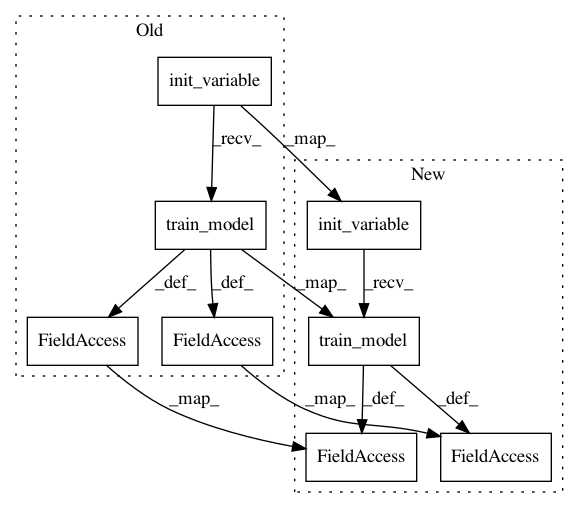 Old
init_variable
_recv_
_map_
New
train_model
init_variable
_def_
_def_
_map_
_recv_
FieldAccess
FieldAccess
train_model
_map_
_map_
_def_
_def_
FieldAccess
FieldAccess